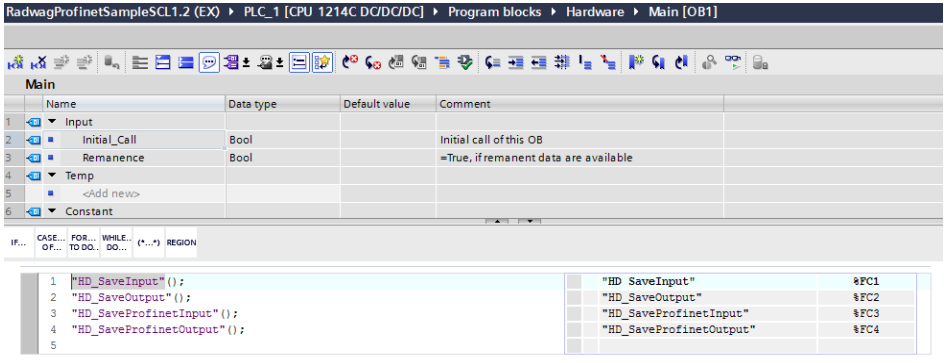 RadwagProfinetSampleSCL1.2 (EX) ▸ PLC_1 [CPU 1214C DC/DC/DC] ▸ Program blocks ▸ Hardware ▸ Main [OB1]
Main
Name Data type Default value Comment
1 ▼ Input
2 Initial_Call Bool Initial call of this OB
3 Remanence Bool =True, if remanent data are available
4 ▼ Temp
5 <Add new>
6 ▼ Constant
IF... CASE... OF... FOR... TO DO.. WHILE.. DO... (*...*) REGION
1 "HD_SaveInput"(); "HD SaveInput" %FC1
2 "HD_SaveOutput"(); "HD_SaveOutput" %FC2
3 "HD_SaveProfinetInput"(); "HD_SaveProfinetInput" %FC3
4 "HD_SaveProfinetOutput"(); "HD_SaveProfinetOutput" %FC4
5